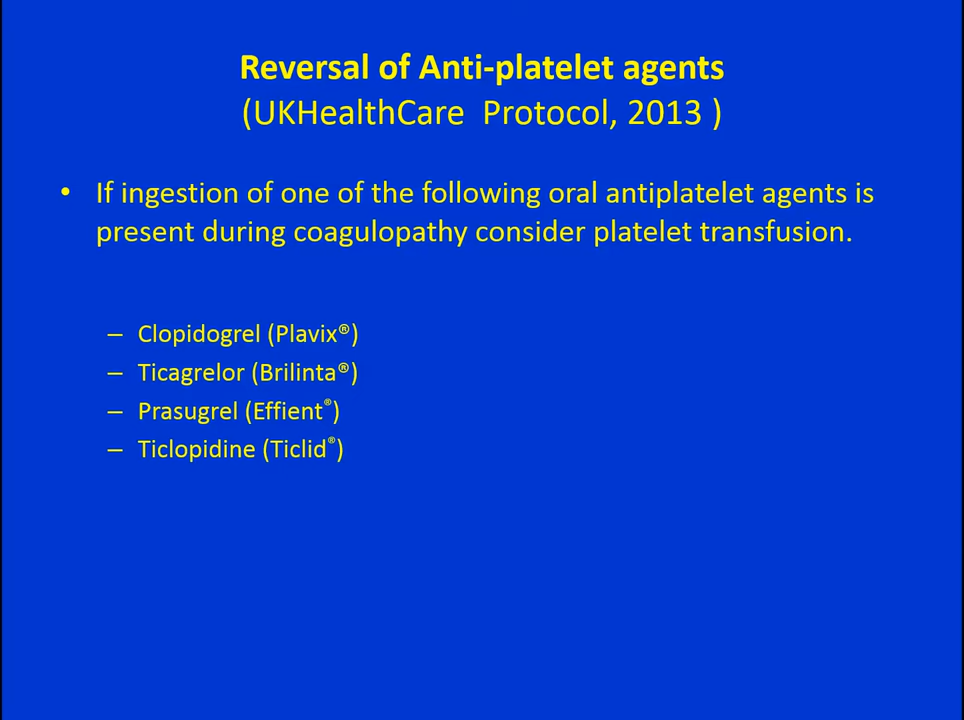 Reversal of Anti-platelet agents
(UKHealthCare Protocol, 2013 )
• If ingestion of one of the following oral antiplatelet agents is
present during coagulopathy consider platelet transfusion.
– Clopidogrel (Plavix®)
– Ticagrelor (Brilinta®)
– Prasugrel (Effient®)
– Ticlopidine (Ticlid®)